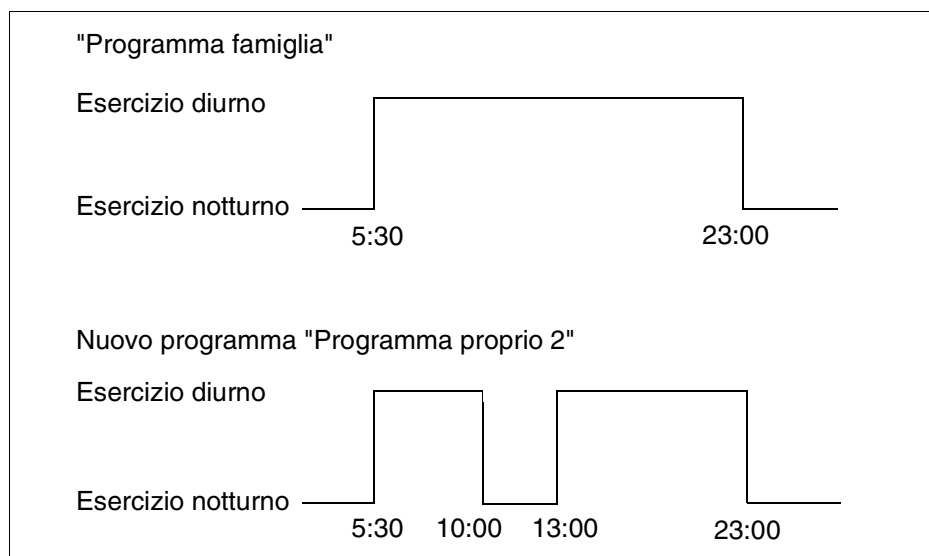 "Programma famiglia"
Esercizio diurno
Esercizio notturno
5:30 23:00
Nuovo programma "Programma proprio 2"
Esercizio diurno
Esercizio notturno
5:30 10:00 13:00 23:00